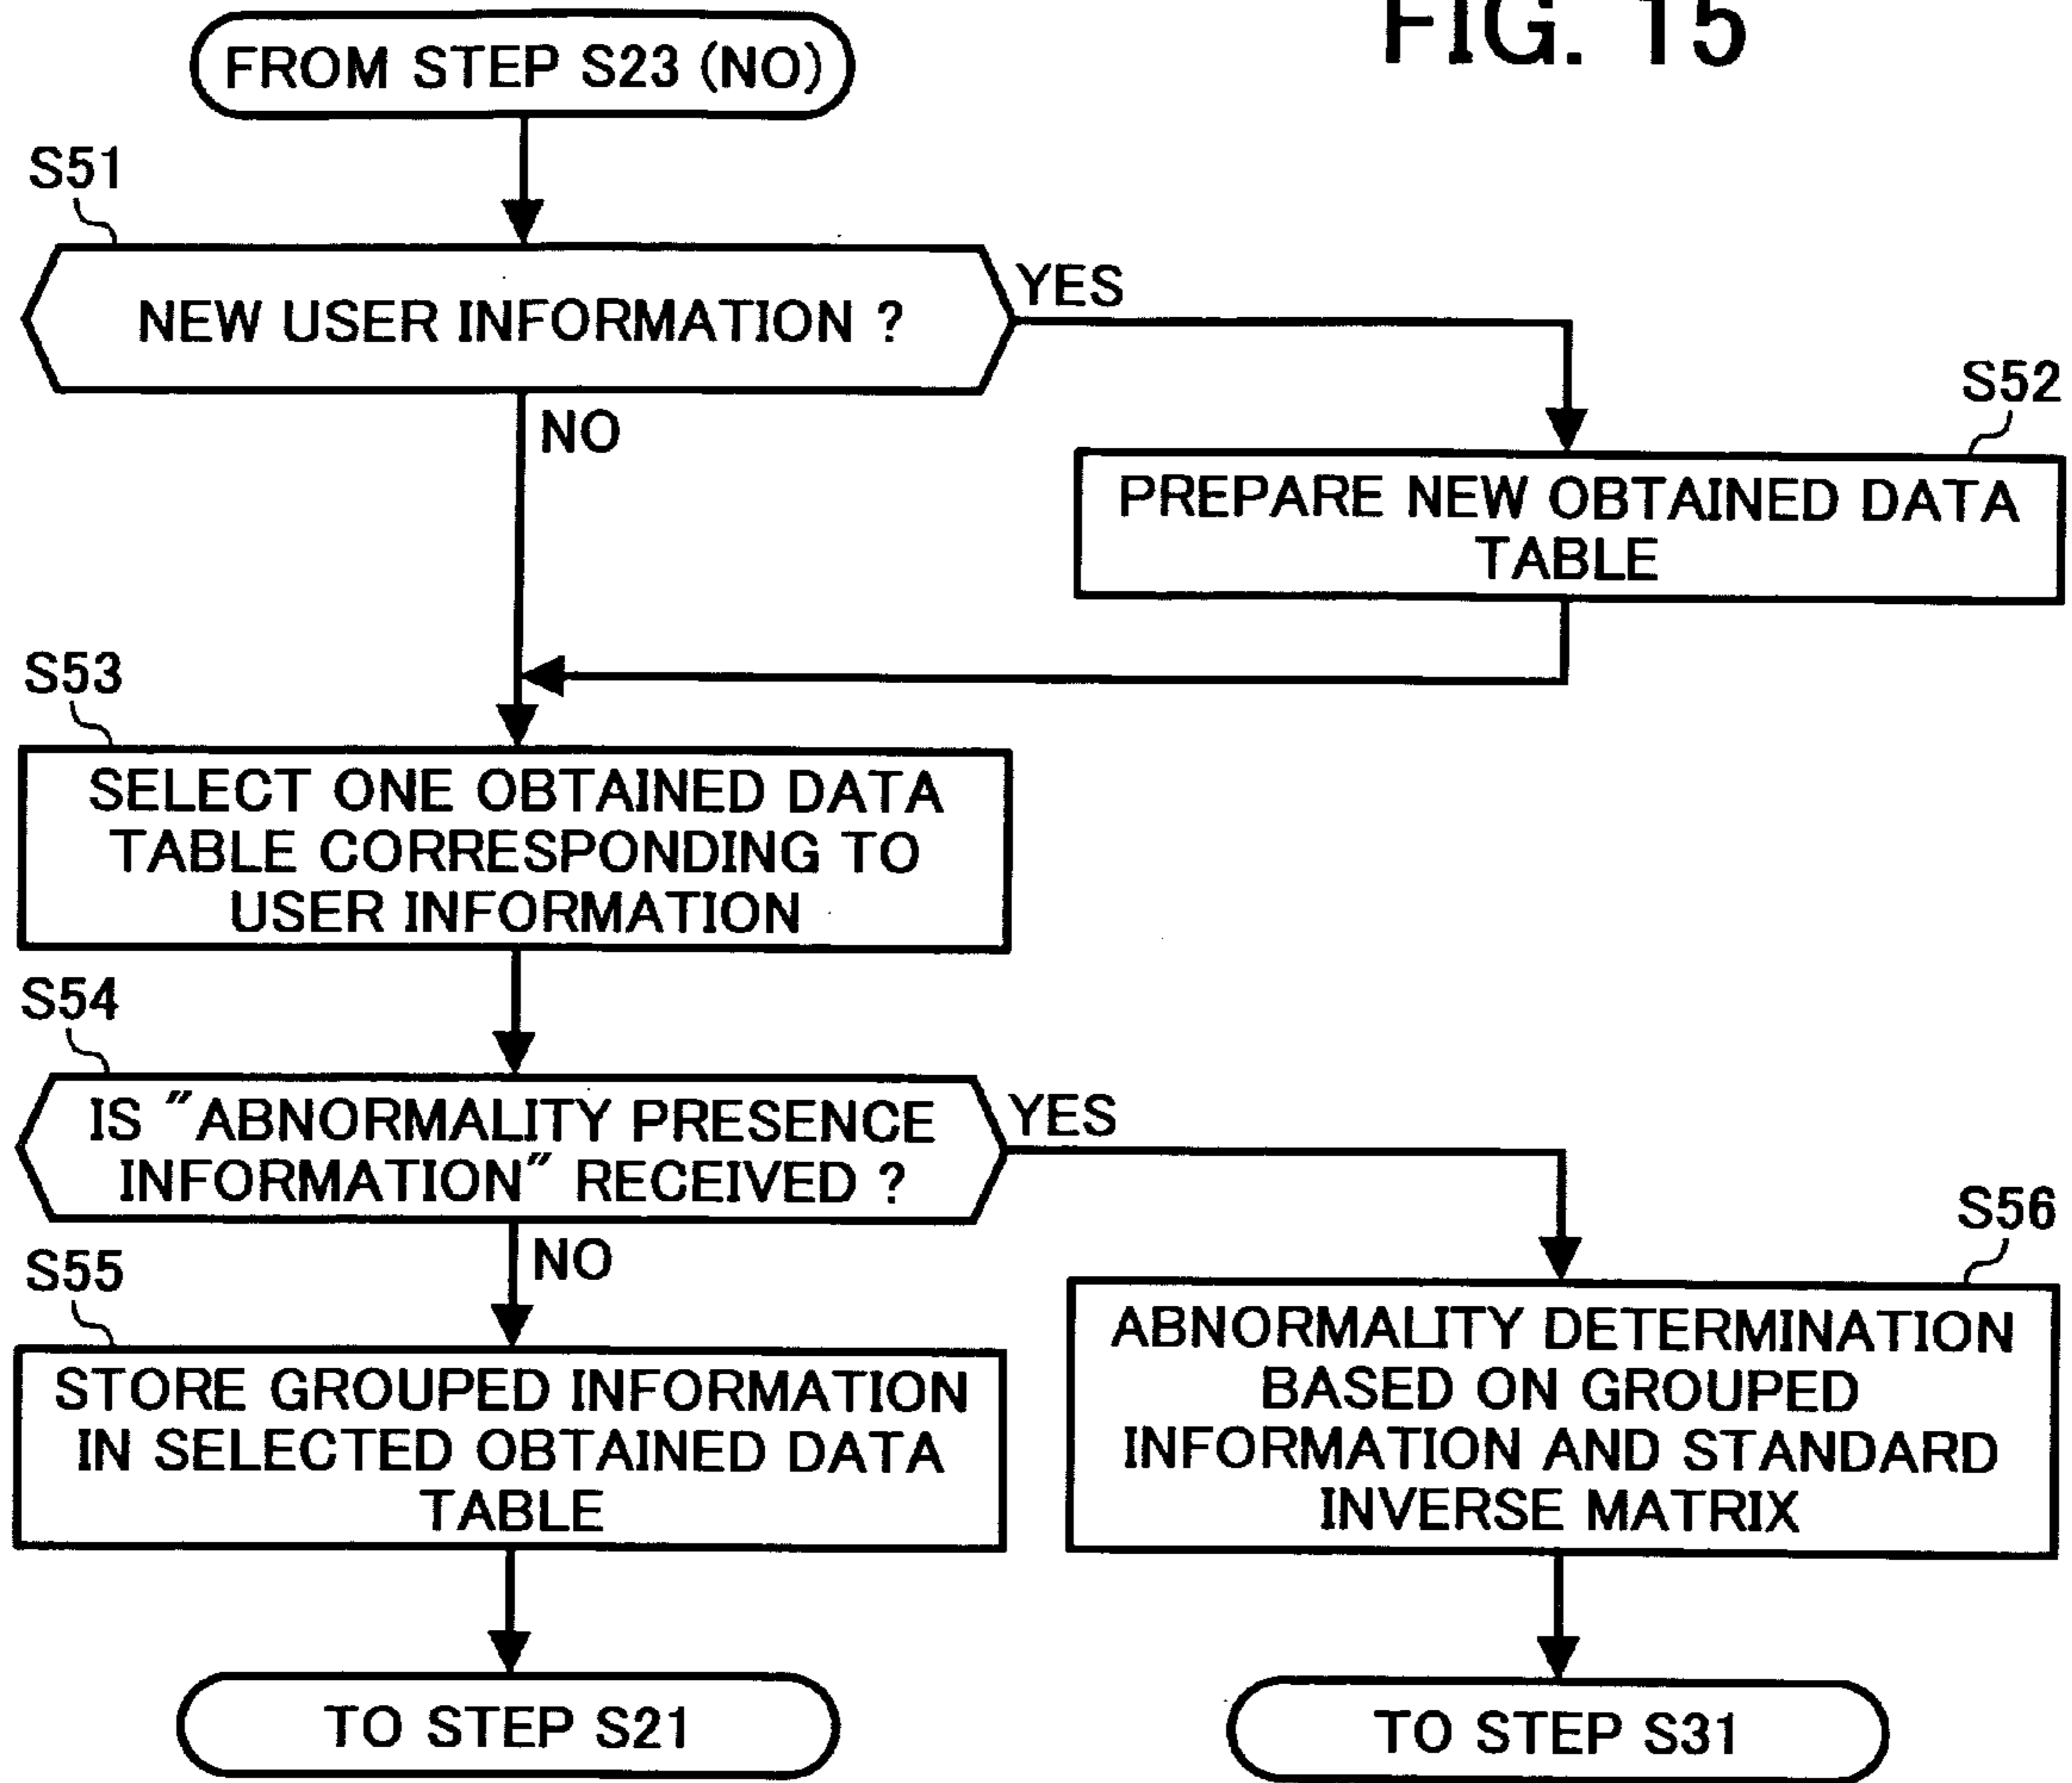 FIG. 15
FROM STEP S23 (NO)
S51
NEW USER INFORMATION ?
YES
NO
S52
PREPARE NEW OBTAINED DATA
TABLE
S53
SELECT ONE OBTAINED DATA
TABLE CORRESPONDING TO
USER INFORMATION
S54
IS "ABNORMALITY PRESENCE
INFORMATION" RECEIVED ?
YES
NO
S55
STORE GROUPED INFORMATION
IN SELECTED OBTAINED DATA
TABLE
S56
ABNORMALITY DETERMINATION
BASED ON GROUPED
INFORMATION AND STANDARD
INVERSE MATRIX
TO STEP S21
TO STEP S31